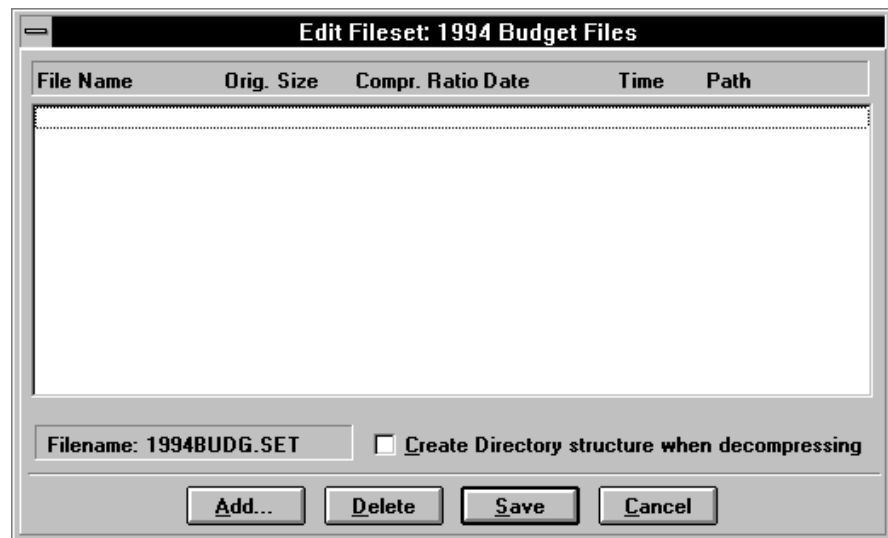 Edit Fileset: 1994 Budget Files
File Name Orig. Size Compr. Ratio Date Time Path
Filename: 1994BUDG.SET Create Directory structure when decompressing
Add... Delete Save Cancel